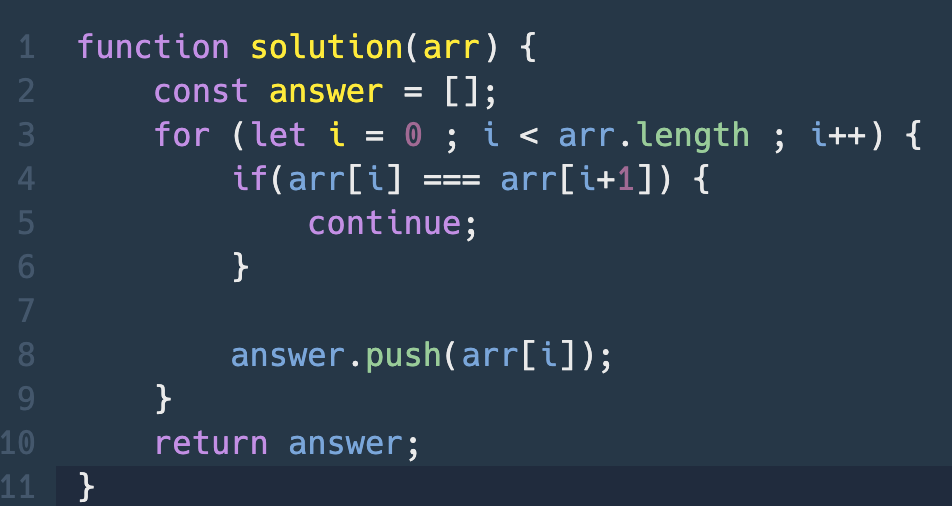 1 function solution(arr) {
2     const answer = [];
3     for (let i = 0 ; i < arr.length ; i++) {
4         if(arr[i] === arr[i+1]) {
5             continue;
6         }
7
8         answer.push(arr[i]);
9     }
10     return answer;
11 }